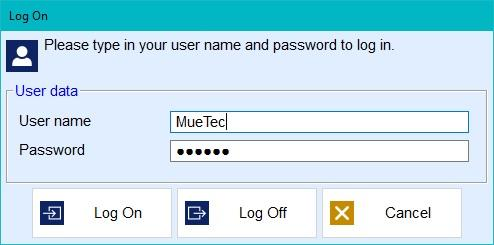 Log On
Please type in your user name and password to log in.
User data
User name
MueTec
Password
●●●●●●
Log On
Log Off
Cancel